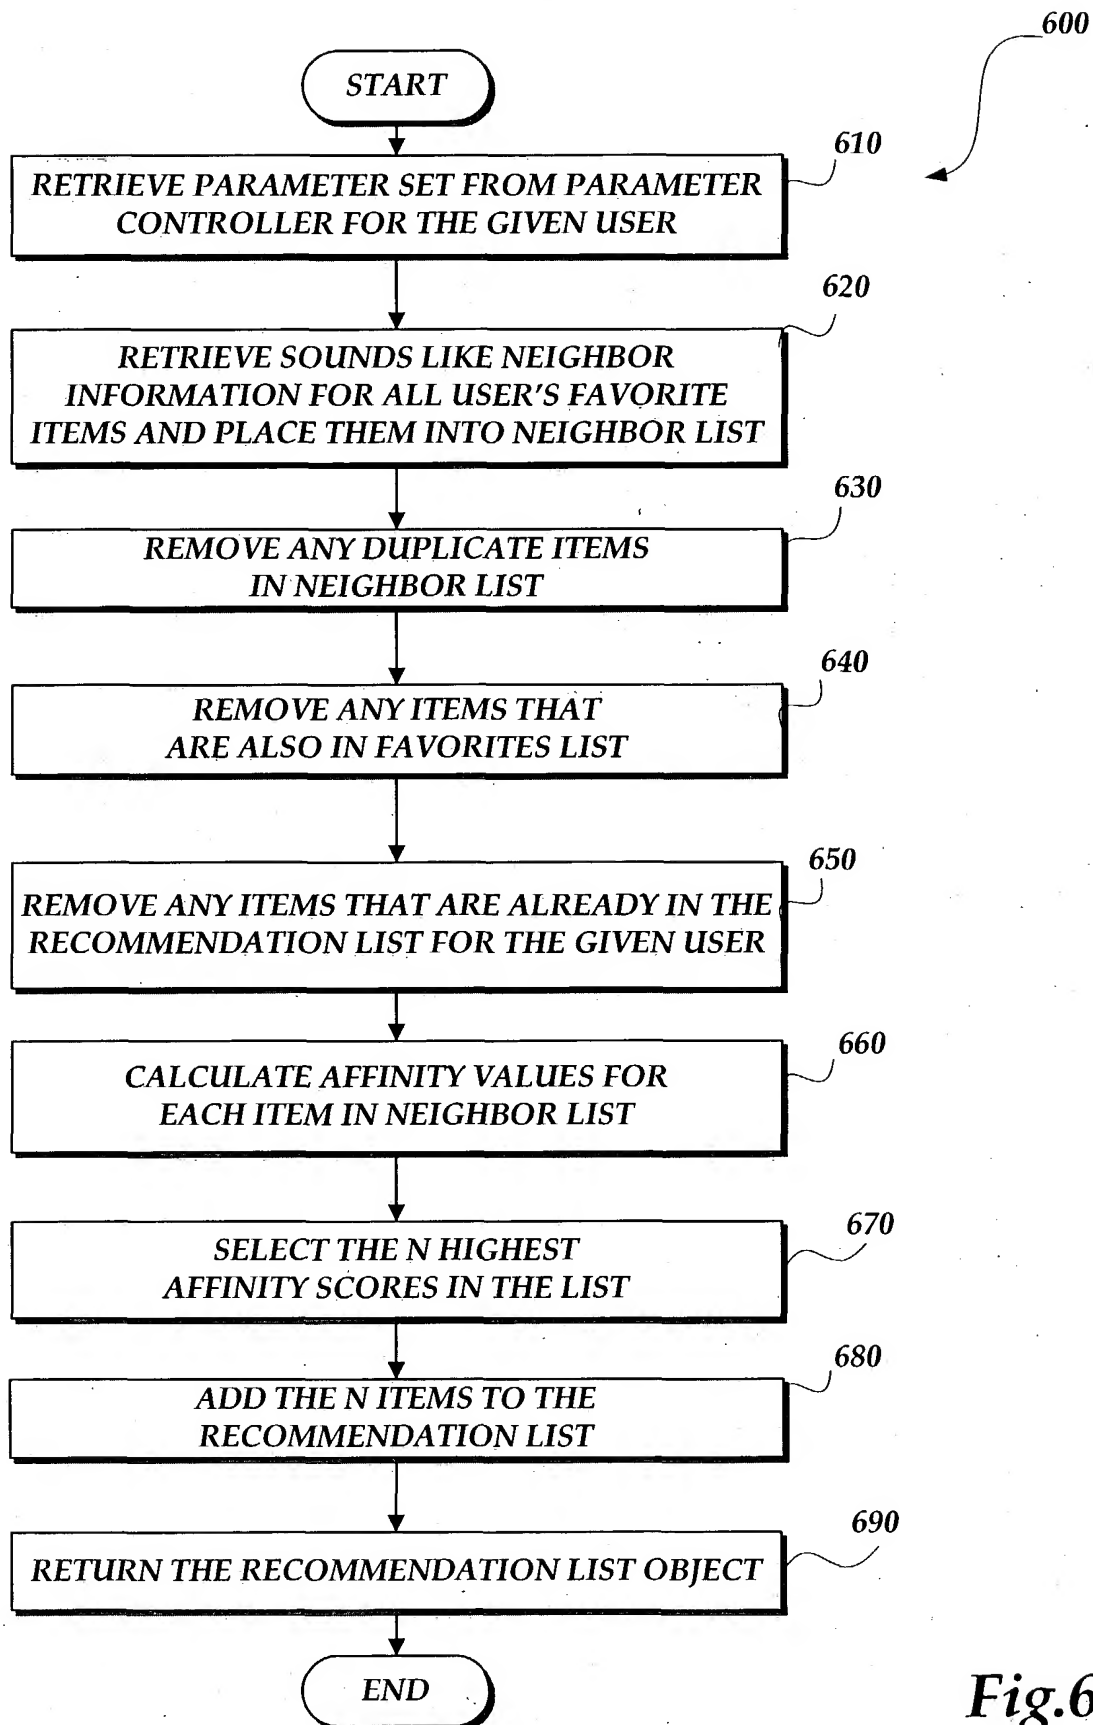 600
START
610
RETRIEVE PARAMETER SET FROM PARAMETER
CONTROLLER FOR THE GIVEN USER
620
RETRIEVE SOUNDS LIKE NEIGHBOR
INFORMATION FOR ALL USER'S FAVORITE
ITEMS AND PLACE THEM INTO NEIGHBOR LIST
630
REMOVE ANY DUPLICATE ITEMS
IN NEIGHBOR LIST
640
REMOVE ANY ITEMS THAT
ARE ALSO IN FAVORITES LIST
650
REMOVE ANY ITEMS THAT ARE ALREADY IN THE
RECOMMENDATION LIST FOR THE GIVEN USER
660
CALCULATE AFFINITY VALUES FOR
EACH ITEM IN NEIGHBOR LIST
670
SELECT THE N HIGHEST
AFFINITY SCORES IN THE LIST
680
ADD THE N ITEMS TO THE
RECOMMENDATION LIST
690
RETURN THE RECOMMENDATION LIST OBJECT
END
Fig.6